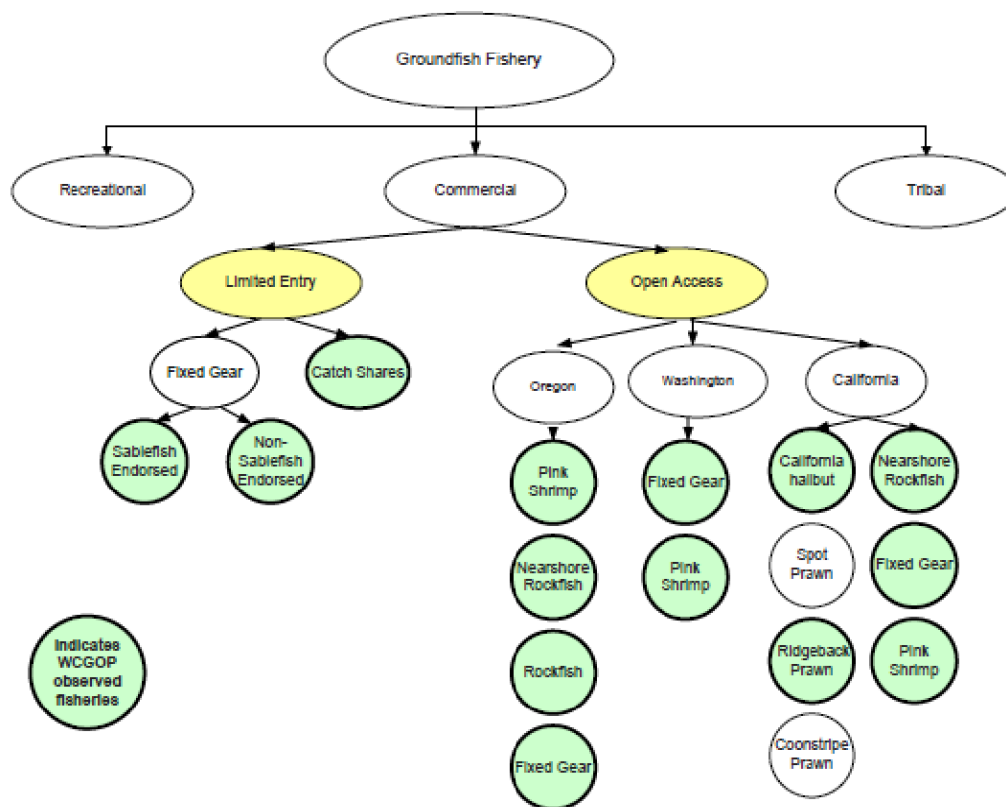 Groundfish Fishery
Recreational
Commercial
Tribal
Limited Entry
Open Access
Fixed Gear
Catch Shares
Oregon
Washington
California
Sablefish
Endorsed
Non-
Sablefish
Endorsed
Pink
Shrimp
Nearshore
Rockfish
Rockfish
Fixed Gear
Fixed Gear
Pink
Shrimp
California
halibut
Spot
Prawn
Ridgeback
Prawn
Coonstripe
Prawn
Nearshore
Rockfish
Fixed Gear
Pink
Shrimp
Indicates
WCGOP
observed
fisheries